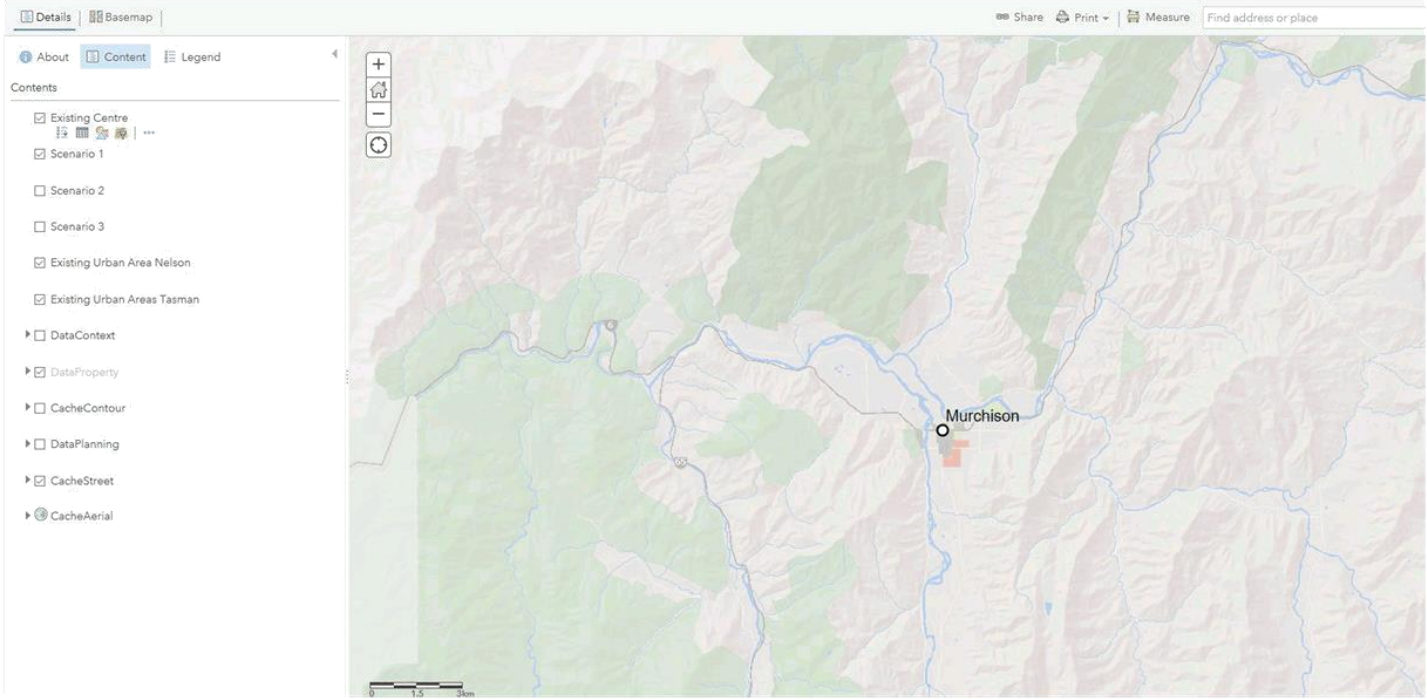 Details Basemap Share Print Measure Find address or place
About Content Legend
Contents
Existing Centre
Scenario 1
Scenario 2
Scenario 3
Existing Urban Area Nelson
Existing Urban Areas Tasman
DataContext
DataProperty
CacheContour
DataPlanning
CacheStreet
CacheAerial
Murchison
0 1.5 3km